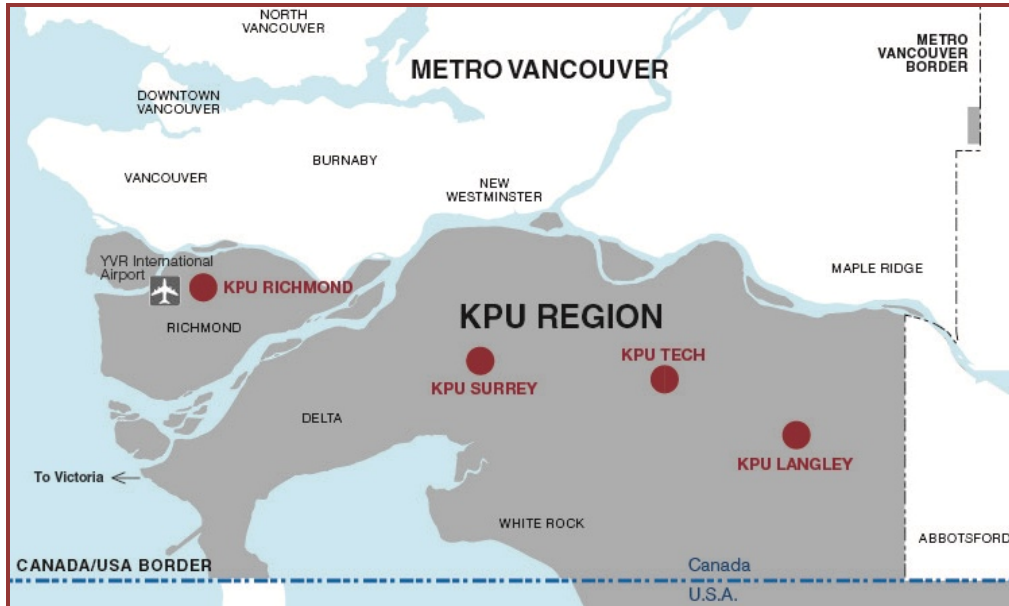 NORTH
VANCOUVER
METRO VANCOUVER
METRO
VANCOUVER
BORDER
DOWNTOWN
VANCOUVER
BURNABY
VANCOUVER
NEW
WESTMINSTER
YVR International
Airport
KPU RICHMOND
MAPLE RIDGE
RICHMOND
KPU REGION
KPU TECH
KPU SURREY
DELTA
KPU LANGLEY
To Victoria
WHITE ROCK
ABBOTSFORD
CANADA/USA BORDER
Canada
U.S.A.